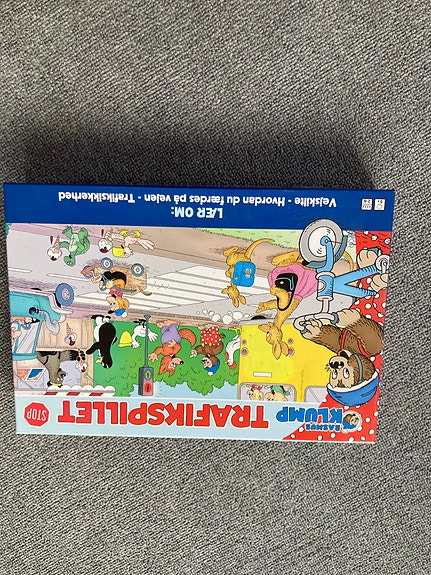 RASMUS
KLUMP
TRAFIKSPILLET
STOP
LÆR OM:
Vejskilte - Hvordan du færdes på vejen - Trafiksikkerhed